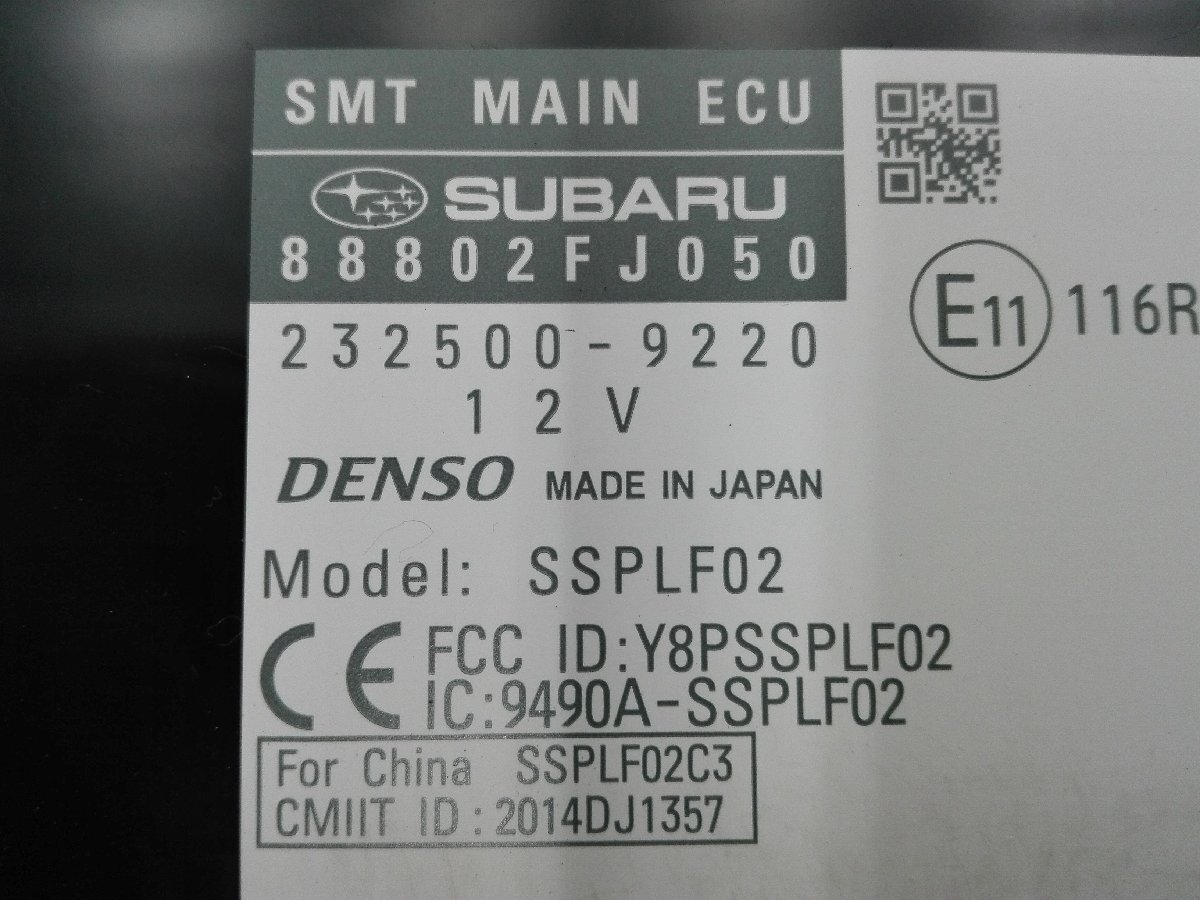 SMT MAIN ECU
SUBARU
88802FJ050
232500-9220
12V
DENSO MADE IN JAPAN
Model: SSPLF02
CE FCC ID:Y8PSSPLF02
IC:9490A-SSPLF02
For China SSPLF02C3
CMIIT ID:2014DJ1357
E11 116R